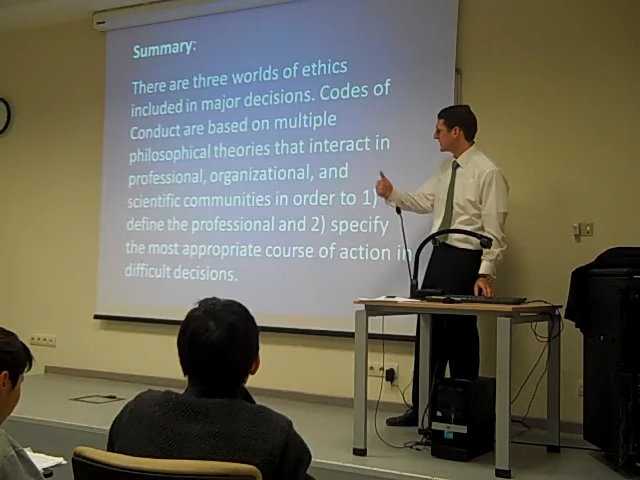 Summary:
There are three worlds of ethics
included in major decisions. Codes of
Conduct are based on multiple
philosophical theories that interact in
professional, organizational, and
scientific communities in order to 1)
define the professional and 2) specify
the most appropriate course of action in
difficult decisions.